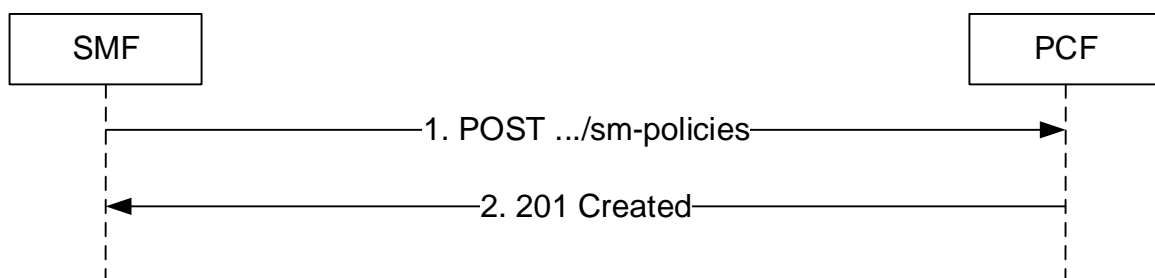 SMF
PCF
1. POST .../sm-policies
2. 201 Created